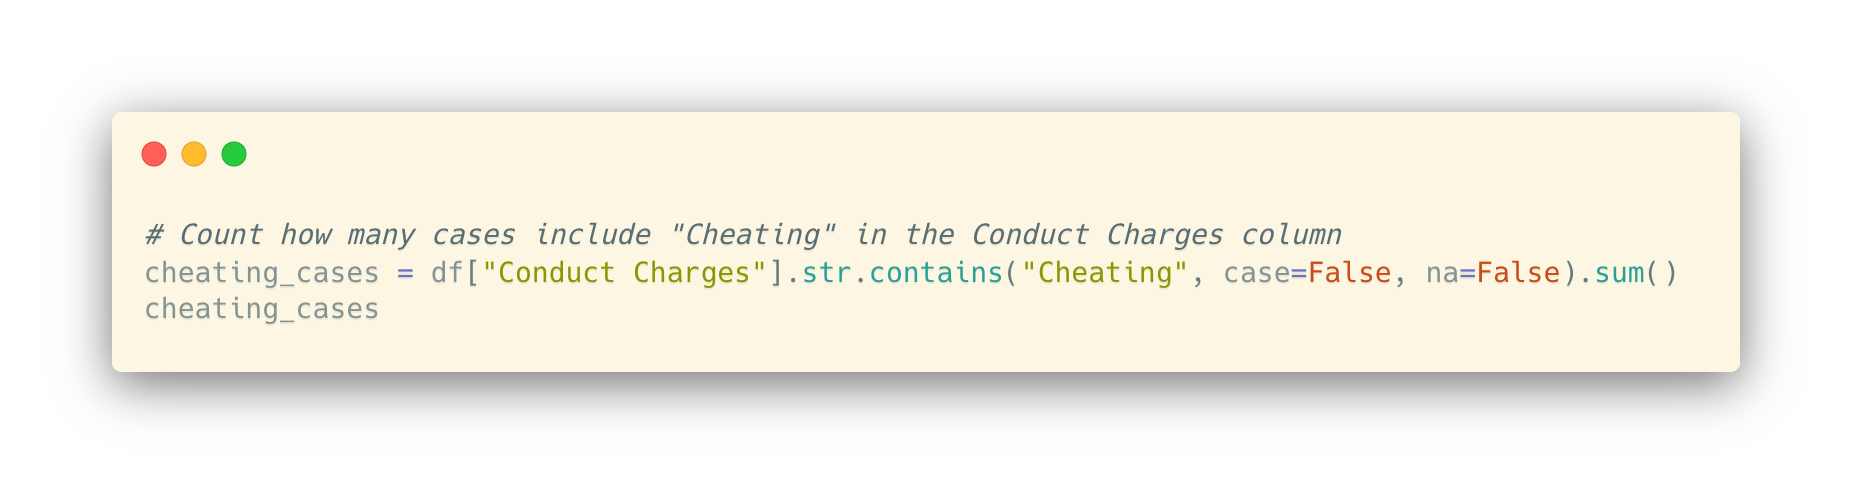 # Count how many cases include "Cheating" in the Conduct Charges column
cheating_cases = df["Conduct Charges"].str.contains("Cheating", case=False, na=False).sum()
cheating_cases